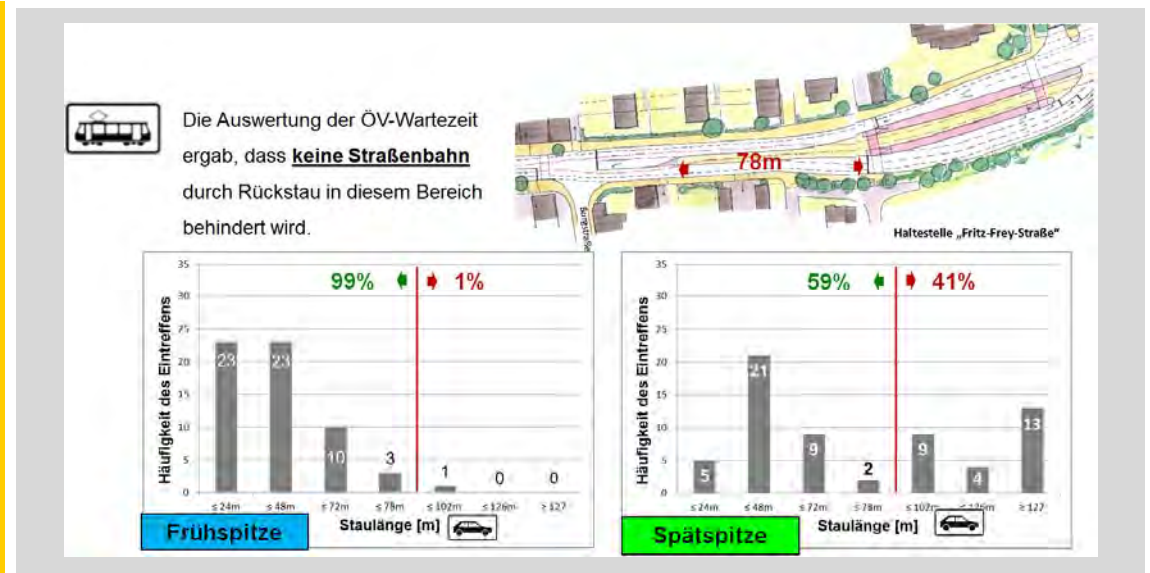 Die Auswertung der ÖV-Wartezeit
ergab, dass keine Straßenbahn
durch Rückstau in diesem Bereich
behindert wird.
78m
Bergstraße
Haltestelle „Fritz-Frey-Straße"
Häufigkeit des Eintreffens
35
30
25
20
15
10
5
0
99% 1%
23
23
10
3
1
0
0
≤ 24m ≤ 48m ≤ 72m ≤ 78m ≤ 102m ≤ 126m ≥ 127
Staulänge [m]
Frühspitze
Häufigkeit des Eintreffens
35
30
25
20
15
10
5
0
59% 41%
5
21
9
2
9
4
13
≤ 24m ≤ 48m ≤ 72m ≤ 78m ≤ 102m ≤ 126m ≥ 127
Staulänge [m]
Spätspitze